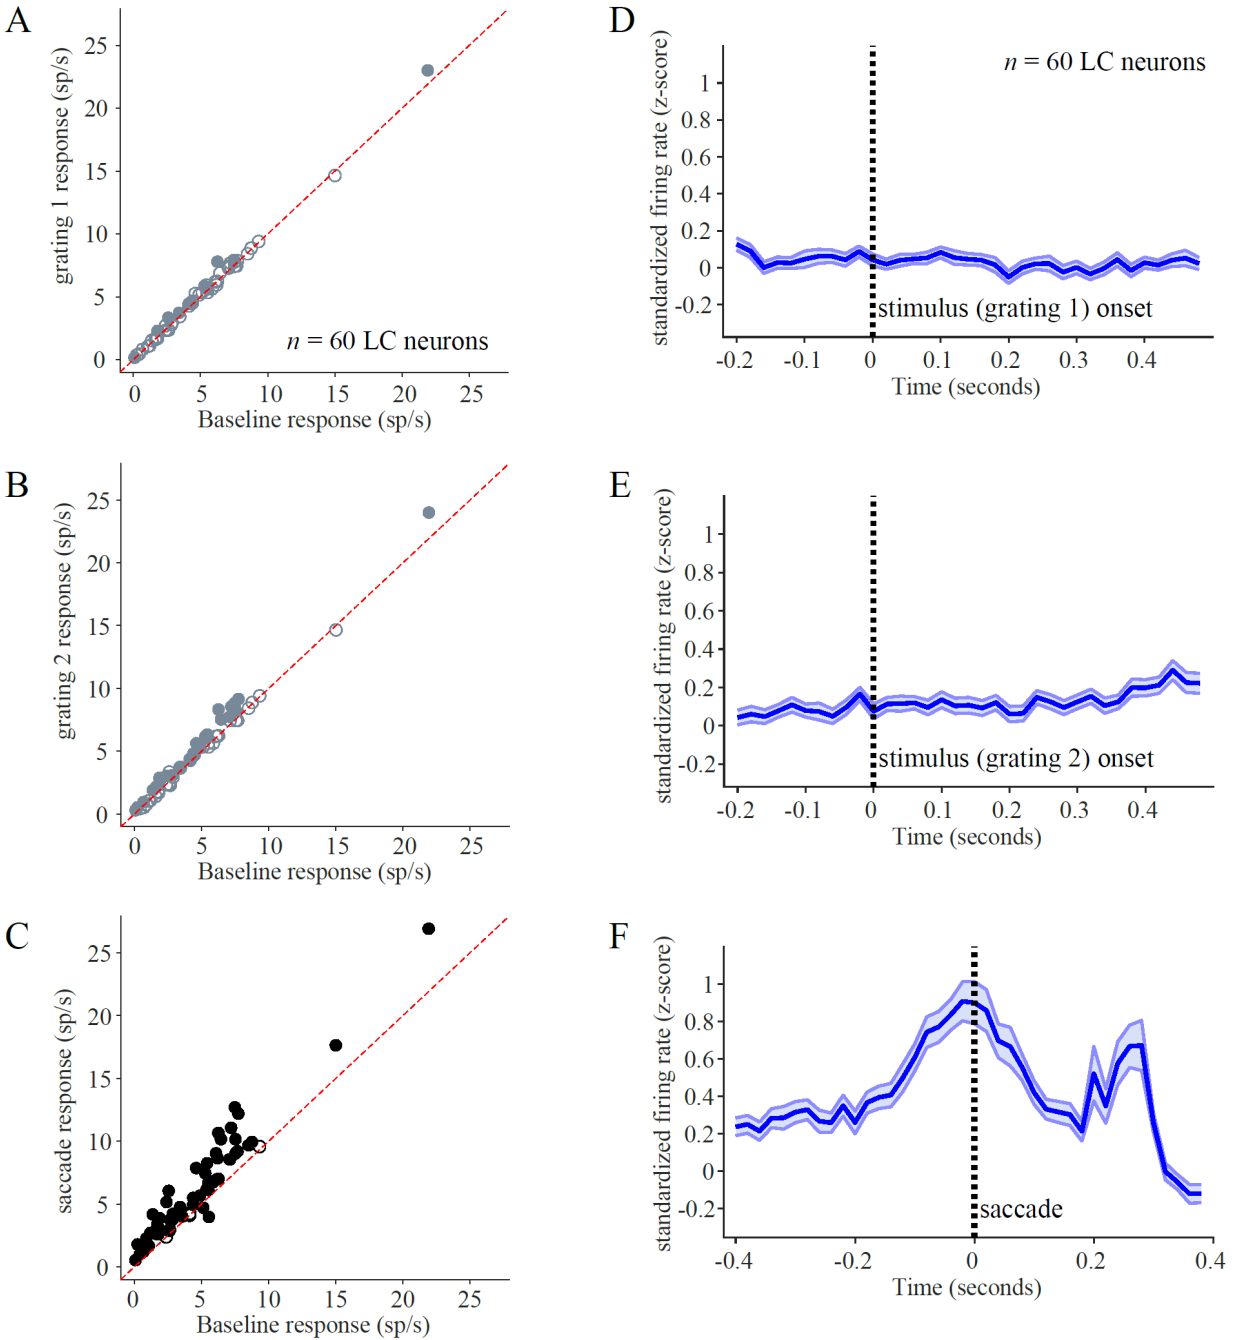 A
grating 1 response (sp/s)
25
20
15
10
5
0
n = 60 LC neurons
0 5 10 15 20 25
Baseline response (sp/s)
D
standardized firing rate (z-score)
1
0.8
0.6
0.4
0.2
0
-0.2
n = 60 LC neurons
stimulus (grating 1) onset
-0.2 -0.1 0 0.1 0.2 0.3 0.4
Time (seconds)
B
grating 2 response (sp/s)
25
20
15
10
5
0
0 5 10 15 20 25
Baseline response (sp/s)
E
standardized firing rate (z-score)
1
0.8
0.6
0.4
0.2
0
-0.2
stimulus (grating 2) onset
-0.2 -0.1 0 0.1 0.2 0.3 0.4
Time (seconds)
C
saccade response (sp/s)
25
20
15
10
5
0
0 5 10 15 20 25
Baseline response (sp/s)
F
standardized firing rate (z-score)
1
0.8
0.6
0.4
0.2
0
-0.2
saccade
-0.4 -0.2 0 0.2 0.4
Time (seconds)